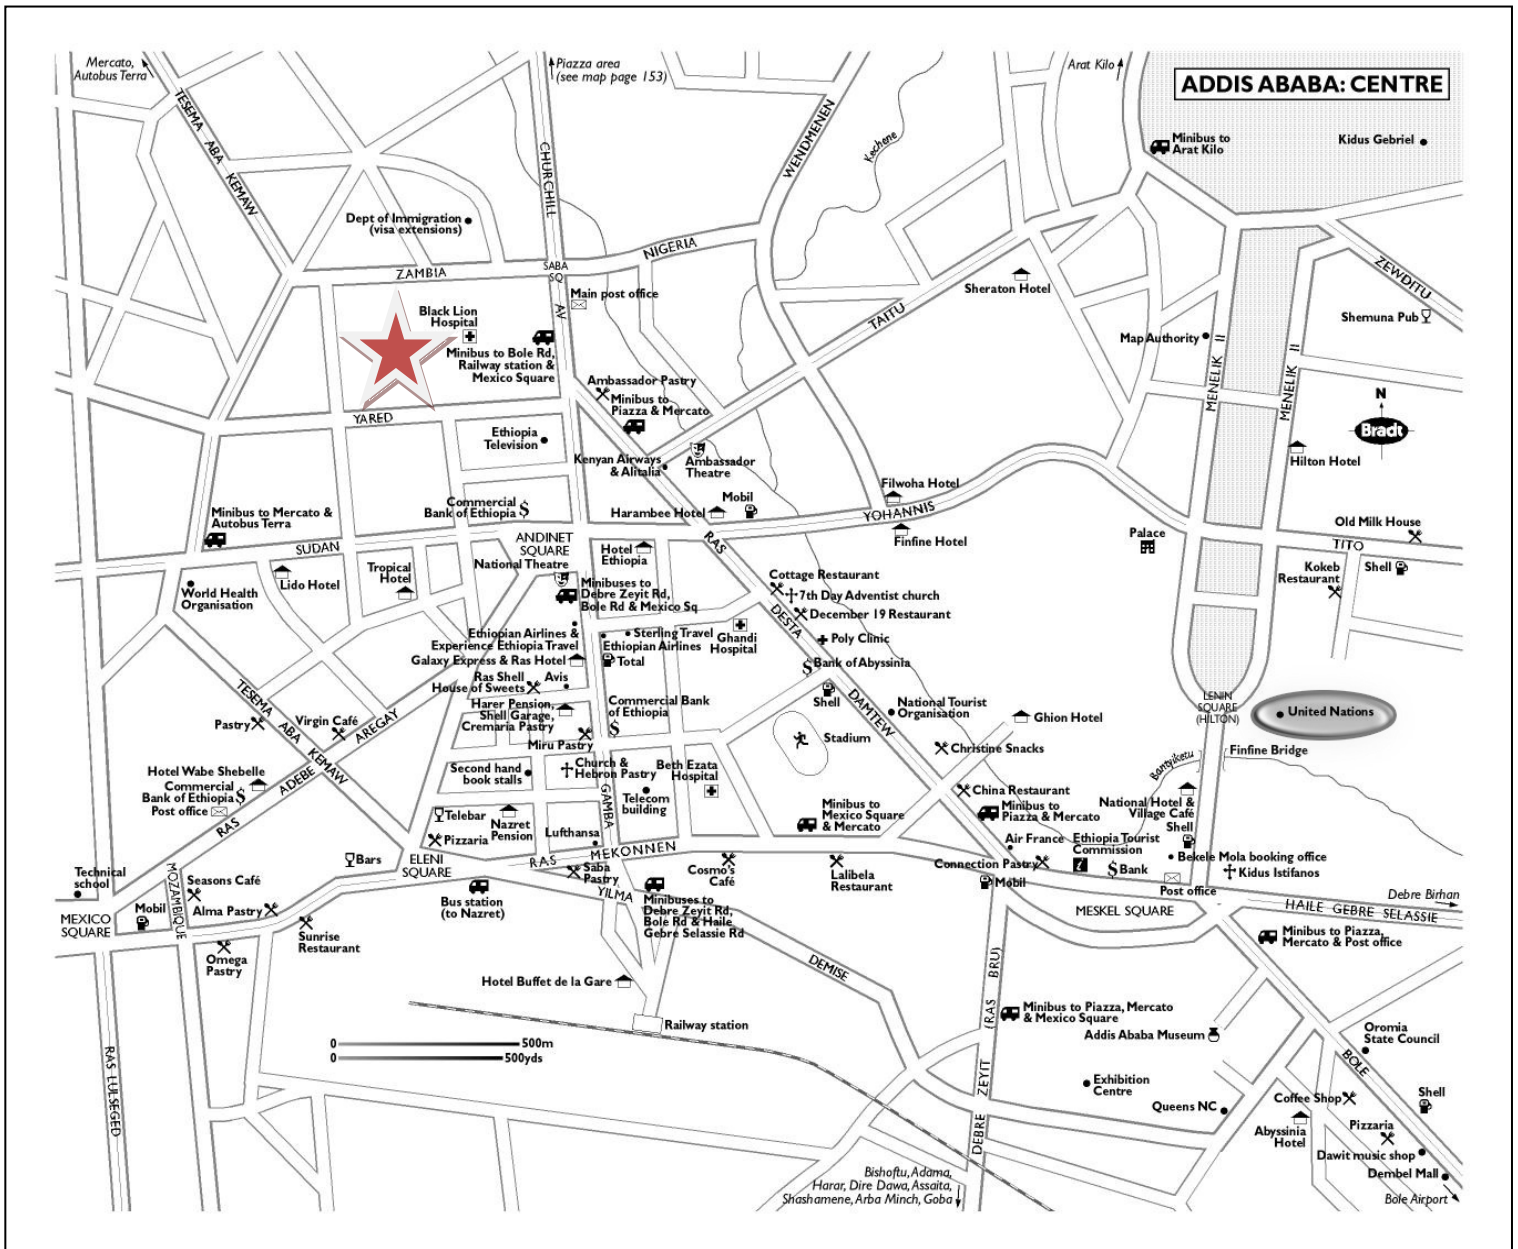 Mercato,
Autobus Terra
Piazza area
(see map page 153)
Arat Kilo
ADDIS ABABA: CENTRE
Minibus to
Arat Kilo
Kidus Gebriel
TESEMA ABA KEMAW
CHURCHILL
WENDMENEN
Kechene
Dept of Immigration
(visa extensions)
NIGERIA
ZAMBIA
SABA
SQ
AV
Main post office
Sheraton Hotel
ZEWDITU
Black Lion
Hospital
TAITU
Shemuna Pub
Map Authority
MENELIK II
MENELIK II
Minibus to Bole Rd,
Railway station &
Mexico Square
Ambassador Pastry
Minibus to
Piazza & Mercato
N
Bradt
YARED
Ethiopia
Television
Kenyan Airways
& Alitalia
Ambassador
Theatre
Hilton Hotel
Filwoha Hotel
Mobil
Harambee Hotel
YOHANNIS
Commercial
Bank of Ethiopia
Minibus to Mercato &
Autobus Terra
Old Milk House
TITO
Palace
Finfine Hotel
SUDAN
ANDINET
SQUARE
National Theatre
Hotel
Ethiopia
RAS
Kokeb
Restaurant
Shell
Lido Hotel
Tropical
Hotel
World Health
Organisation
Minibuses to
Debre Zeyit Rd,
Bole Rd & Mexico Sq
Cottage Restaurant
7th Day Adventist church
December 19 Restaurant
DESTA
Ethiopian Airlines &
Experience Ethiopia Travel
Sterling Travel
Ethiopian Airlines
Ghandi
Hospital
Poly Clinic
Galaxy Express & Ras Hotel
Total
Bank of Abyssinia
Ras Shell
House of Sweets
Avis
TESEMA ABA KEMAW
Shell
DAMTEW
National Tourist
Organisation
LENIN
SQUARE
(HILTON)
United Nations
Harer Pension,
Shell Garage,
Cremaria Pastry
Commercial Bank
of Ethiopia
Ghion Hotel
Pastry
Virgin Café
AREGAY
Miru Pastry
Stadium
Christine Snacks
Finfine Bridge
Bantyiketu
Hotel Wabe Shebelle
Commercial
Bank of Ethiopia
Post office
ADEBE
RAS
Second hand
book stalls
Church &
Hebron Pastry
Beth Ezata
Hospital
Telecom
building
GAMBA
China Restaurant
Minibus to
Piazza & Mercato
National Hotel &
Village Café
Shell
Telebar
Pizzaria
Nazret
Pension
Lufthansa
Minibus to
Mexico Square
& Mercato
Air France
Ethiopia Tourist
Commission
Bekele Mola booking office
Kidus Istifanos
Bars
ELENI
SQUARE
RAS MEKONNEN
Connection Pastry
Bank
Post office
Technical
school
MOZAMBIQUE
Seasons Café
Saba
Pastry
YILMA
Cosmo's
Café
Lalibela
Restaurant
Mobil
Debre Birhan
HAILE GEBRE SELASSIE
MESKEL SQUARE
MEXICO
SQUARE
Mobil
Alma Pastry
Bus station
(to Nazret)
Minibuses to
Debre Zeyit Rd,
Bole Rd & Haile
Gebre Selassie Rd
Sunrise
Restaurant
Omega
Pastry
Minibus to Piazza,
Mercato & Post office
DEMISE
Hotel Buffet de la Gare
Railway station
0 500m
0 500yds
DEBRE ZEYIT (RAS BRU)
Minibus to Piazza, Mercato
& Mexico Square
Addis Ababa Museum
Oromia
State Council
BOLE
RAS LULSEGED
Exhibition
Centre
Queens NC
Coffee Shop
Shell
Abyssinia
Hotel
Pizzaria
Dawit music shop
Dembel Mall
Bishoftu, Adama,
Harar, Dire Dawa, Assaita,
Shashamene, Arba Minch, Goba
Bole Airport